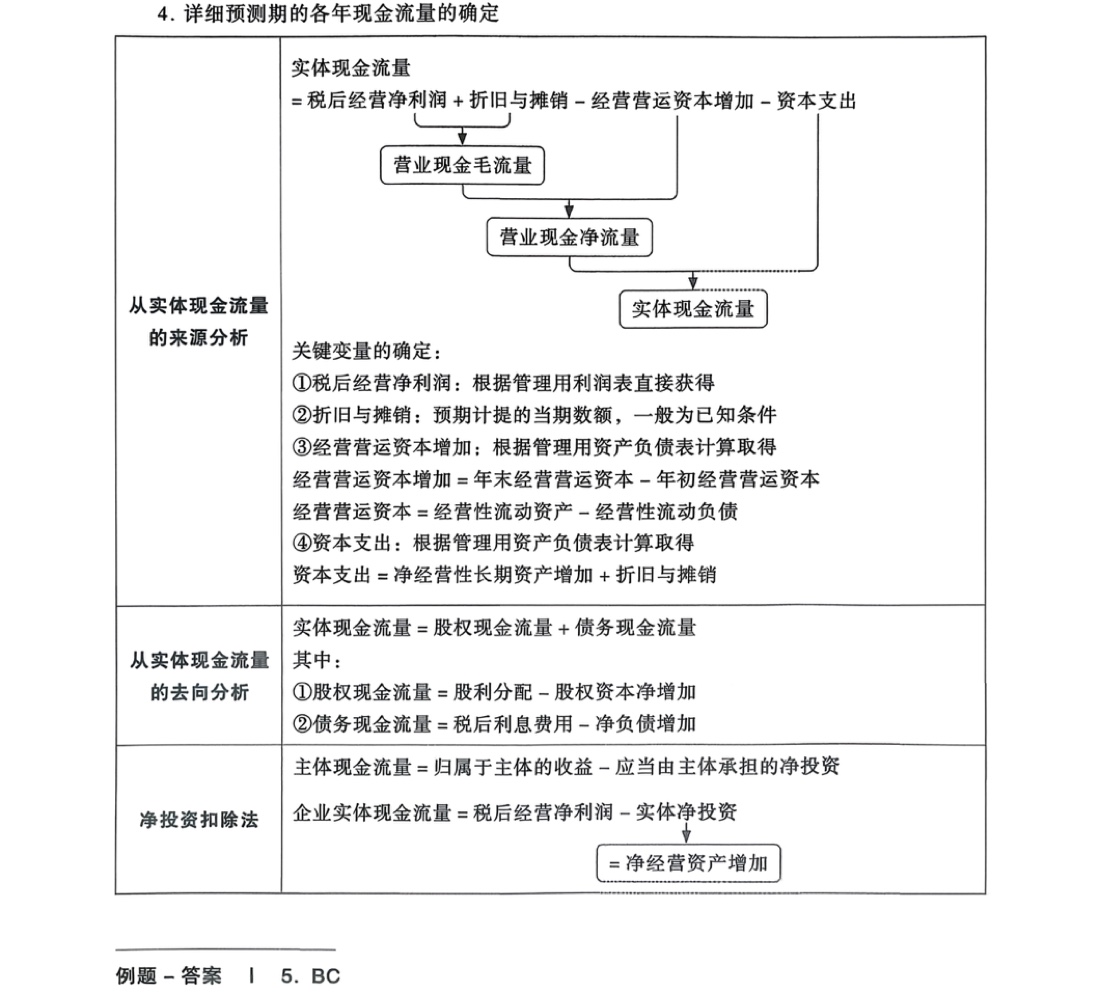 4. 详细预测期的各年现金流量的确定
从实体现金流量
的来源分析
实体现金流量
= 税后经营净利润 + 折旧与摊销 − 经营营运资本增加 − 资本支出
营业现金毛流量
营业现金净流量
实体现金流量
关键变量的确定：
①税后经营净利润：根据管理用利润表直接获得
②折旧与摊销：预期计提的当期数额，一般为已知条件
③经营营运资本增加：根据管理用资产负债表计算取得
经营营运资本增加 = 年末经营营运资本 − 年初经营营运资本
经营营运资本 = 经营性流动资产 − 经营性流动负债
④资本支出：根据管理用资产负债表计算取得
资本支出 = 净经营性长期资产增加 + 折旧与摊销
从实体现金流量
的去向分析
实体现金流量 = 股权现金流量 + 债务现金流量
其中：
①股权现金流量 = 股利分配 − 股权资本净增加
②债务现金流量 = 税后利息费用 − 净负债增加
净投资扣除法
主体现金流量 = 归属于主体的收益 − 应当由主体承担的净投资
企业实体现金流量 = 税后经营净利润 − 实体净投资
= 净经营资产增加
例题 − 答案 | 5. BC